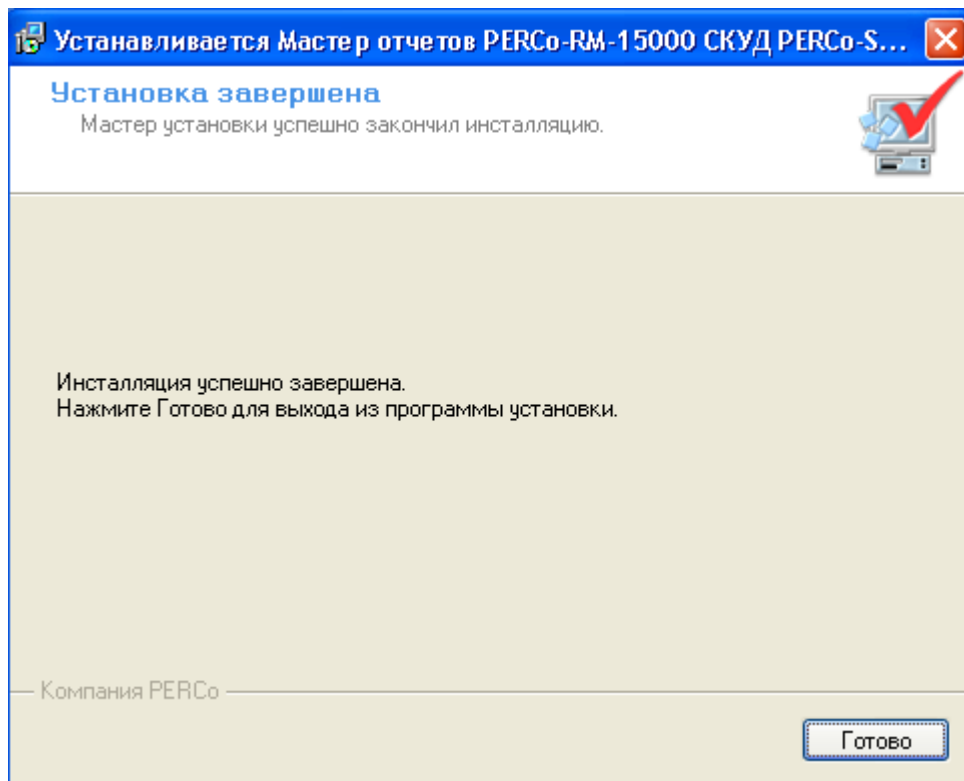 Устанавливается Мастер отчетов PERCo-RM-15000 СКУД PERCo-S...
Установка завершена
Мастер установки успешно закончил инсталляцию.
Инсталляция успешно завершена.
Нажмите Готово для выхода из программы установки.
Компания PERCo
Готово